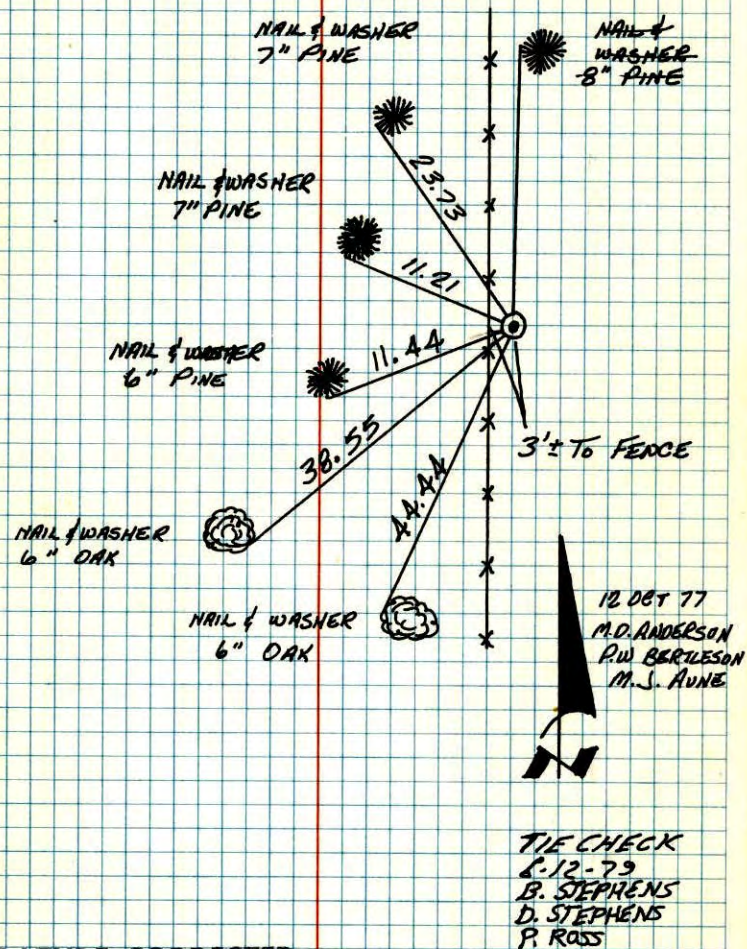 NAIL & WASHER
7" PINE
NAIL &
WASHER
8" PINE
23.73
NAIL & WASHER
7" PINE
11.21
NAIL & WASHER
6" PINE
11.44
38.55
3'± TO FENCE
44.44
NAIL & WASHER
6" OAK
NAIL & WASHER
6" OAK
12 OCT 77
M.D. ANDERSON
P.W BERTLESON
M.J. AUNE
N
TIE CHECK
-12-79
B. STEPHENS
D. STEPHENS
P. ROSS